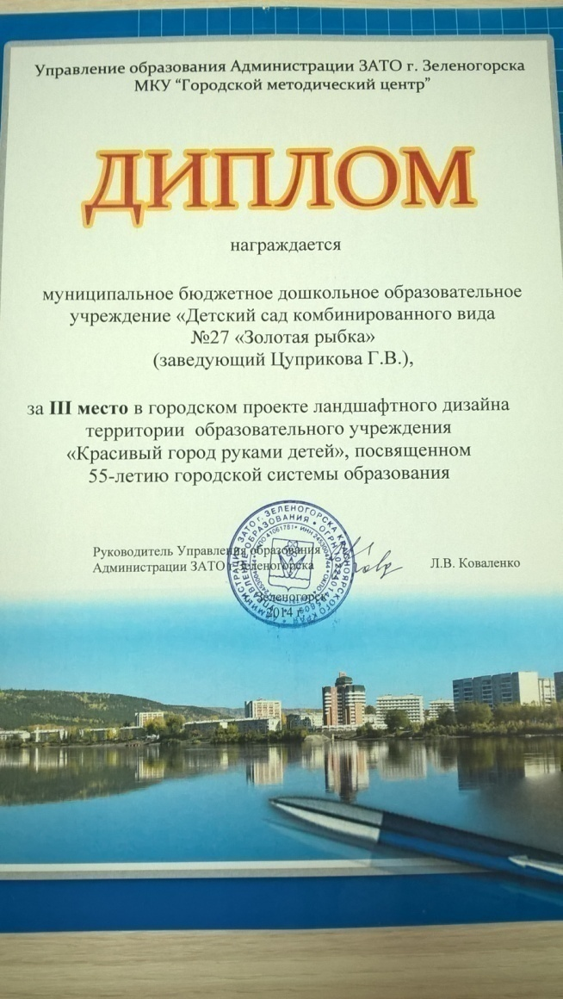 Управление образования Администрации ЗАТО г. Зеленогорска
МКУ “Городской методический центр”
ДИПЛОМ
награждается
муниципальное бюджетное дошкольное образовательное
учреждение «Детский сад комбинированного вида
№27 «Золотая рыбка»
(заведующий Цуприкова Г.В.),
за III место в городском проекте ландшафтного дизайна
территории образовательного учреждения
«Красивый город руками детей», посвященном
55-летию городской системы образования
Руководитель Управления образования
Администрации ЗАТО г. Зеленогорска
Л.В. Коваленко
Зеленогорск
2014 г.